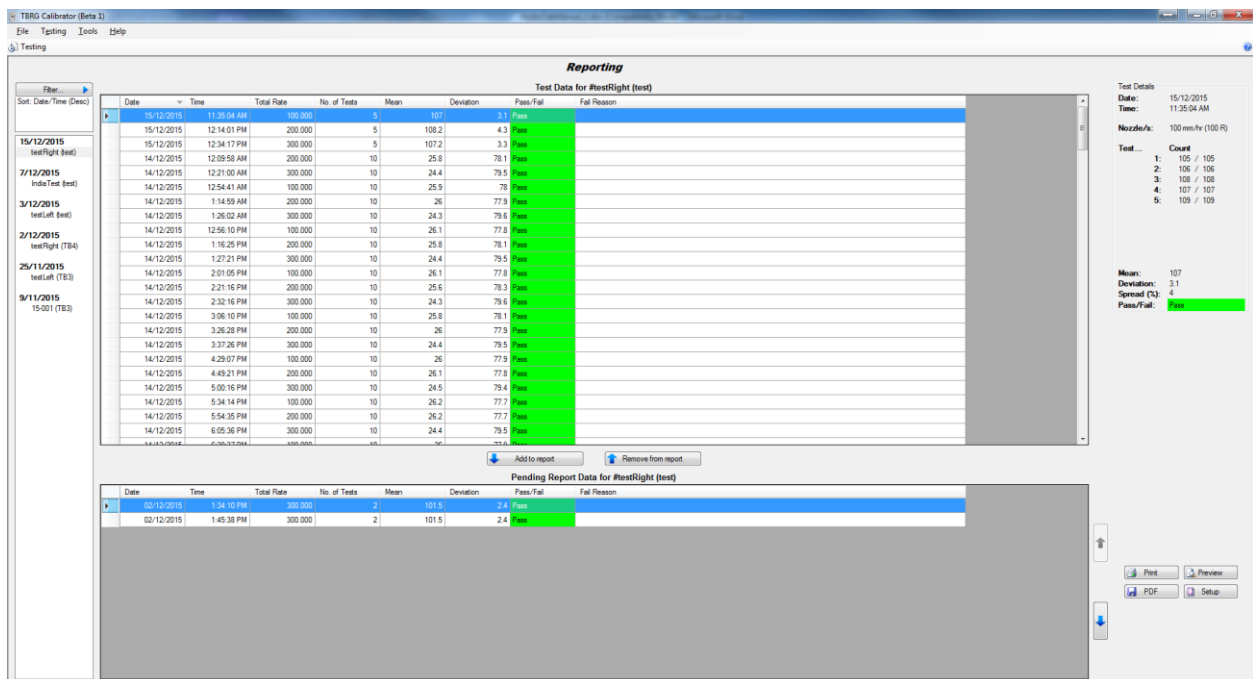 TBRG Calibrator (Beta 1)
File Testing Tools Help
Testing
Reporting
Filter...
Sort: Date/Time (Desc)
15/12/2015
testRight (test)
7/12/2015
IndiaTest (test)
3/12/2015
testLeft (test)
2/12/2015
testRight (TB4)
25/11/2015
testLeft (TB3)
9/11/2015
15-001 (TB3)
Test Data for #testRight (test)
Date Time Total Rate No. of Tests Mean Deviation Pass/Fail Fail Reason
15/12/2015 11:35:04 AM 100.000 5 107 3.1 Pass
15/12/2015 12:14:01 PM 200.000 5 108.2 4.3 Pass
15/12/2015 12:34:17 PM 300.000 5 107.2 3.3 Pass
14/12/2015 12:09:58 AM 200.000 10 25.8 78.1 Pass
14/12/2015 12:21:00 AM 300.000 10 24.4 79.5 Pass
14/12/2015 12:54:41 AM 100.000 10 25.9 78 Pass
14/12/2015 1:14:59 AM 200.000 10 26 77.9 Pass
14/12/2015 1:26:02 AM 300.000 10 24.3 79.6 Pass
14/12/2015 12:56:10 PM 100.000 10 26.1 77.8 Pass
14/12/2015 1:16:25 PM 200.000 10 25.8 78.1 Pass
14/12/2015 1:27:21 PM 300.000 10 24.4 79.5 Pass
14/12/2015 2:01:05 PM 100.000 10 26.1 77.8 Pass
14/12/2015 2:21:16 PM 200.000 10 25.6 78.3 Pass
14/12/2015 2:32:16 PM 300.000 10 24.3 79.6 Pass
14/12/2015 3:06:10 PM 100.000 10 25.8 78.1 Pass
14/12/2015 3:26:28 PM 200.000 10 26 77.9 Pass
14/12/2015 3:37:26 PM 300.000 10 24.4 79.5 Pass
14/12/2015 4:29:07 PM 100.000 10 26 77.9 Pass
14/12/2015 4:49:21 PM 200.000 10 26.1 77.8 Pass
14/12/2015 5:00:16 PM 300.000 10 24.5 79.4 Pass
14/12/2015 5:34:14 PM 100.000 10 26.2 77.7 Pass
14/12/2015 5:54:35 PM 200.000 10 26.2 77.7 Pass
14/12/2015 6:05:36 PM 300.000 10 24.4 79.5 Pass
Add to report Remove from report
Pending Report Data for #testRight (test)
Date Time Total Rate No. of Tests Mean Deviation Pass/Fail Fail Reason
02/12/2015 1:34:10 PM 300.000 2 101.5 2.4 Pass
02/12/2015 1:45:38 PM 300.000 2 101.5 2.4 Pass
Test Details
Date: 15/12/2015
Time: 11:35:04 AM
Nozzle/s: 100 mm/hr (100 R)
Test... Count
1: 105 / 105
2: 106 / 106
3: 108 / 108
4: 107 / 107
5: 109 / 109
Mean: 107
Deviation: 3.1
Spread (%): 4
Pass/Fail: Pass
Print Preview
PDF Setup